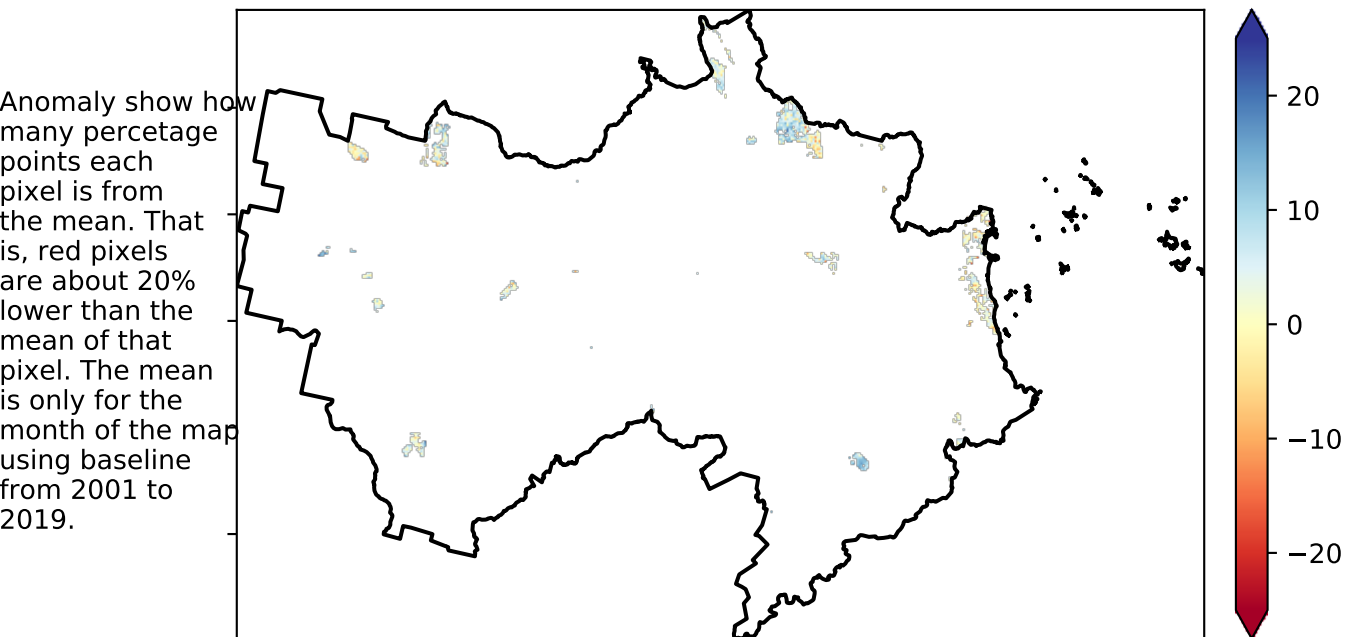 Anomaly show how
many percetage
points each
pixel is from
the mean. That
is, red pixels
are about 20%
lower than the
mean of that
pixel. The mean
is only for the
month of the map
using baseline
from 2001 to
2019.
20
10
0
−10
−20